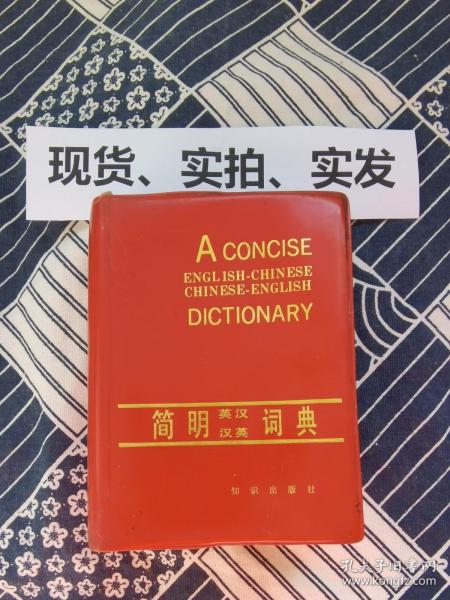 现货、实拍、实发
A CONCISE
ENGLISH-CHINESE
CHINESE-ENGLISH
DICTIONARY
简明 英汉 词典
汉英
知识出版社
孔夫子旧书网
www.kongfz.com